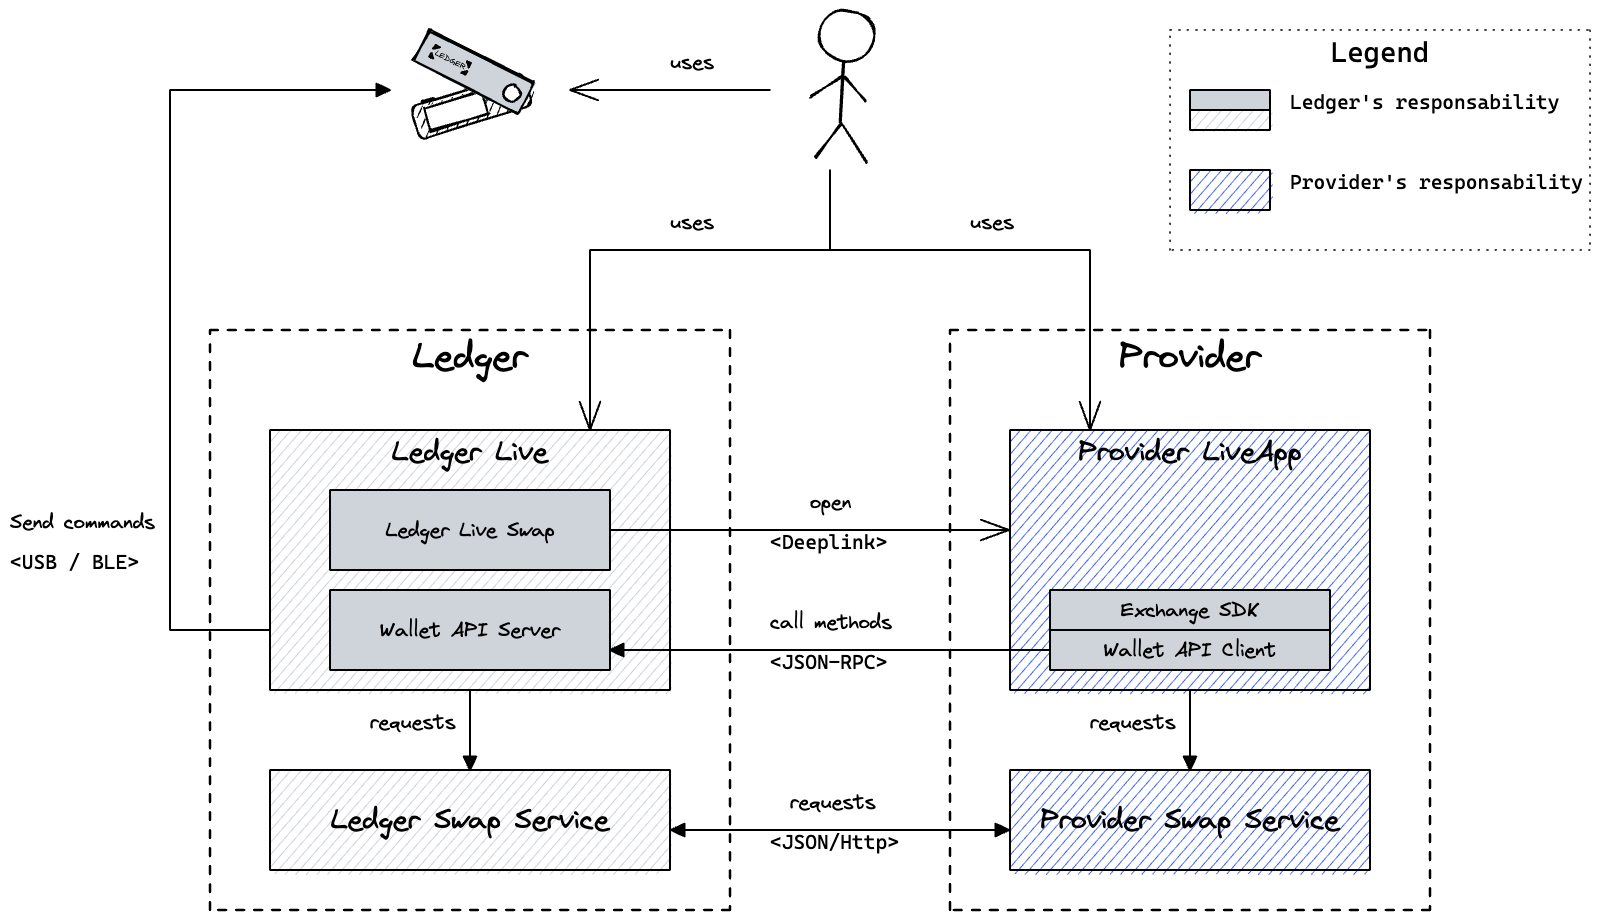 LEDGER
uses
Legend
Ledger's responsability
Provider's responsability
uses
uses
Ledger
Provider
Ledger Live
Provider LiveApp
Ledger Live Swap
open
<Deeplink>
Send commands
<USB / BLE>
Wallet API Server
call methods
<JSON-RPC>
Exchange SDK
Wallet API Client
requests
requests
Ledger Swap Service
requests
<JSON/Http>
Provider Swap Service